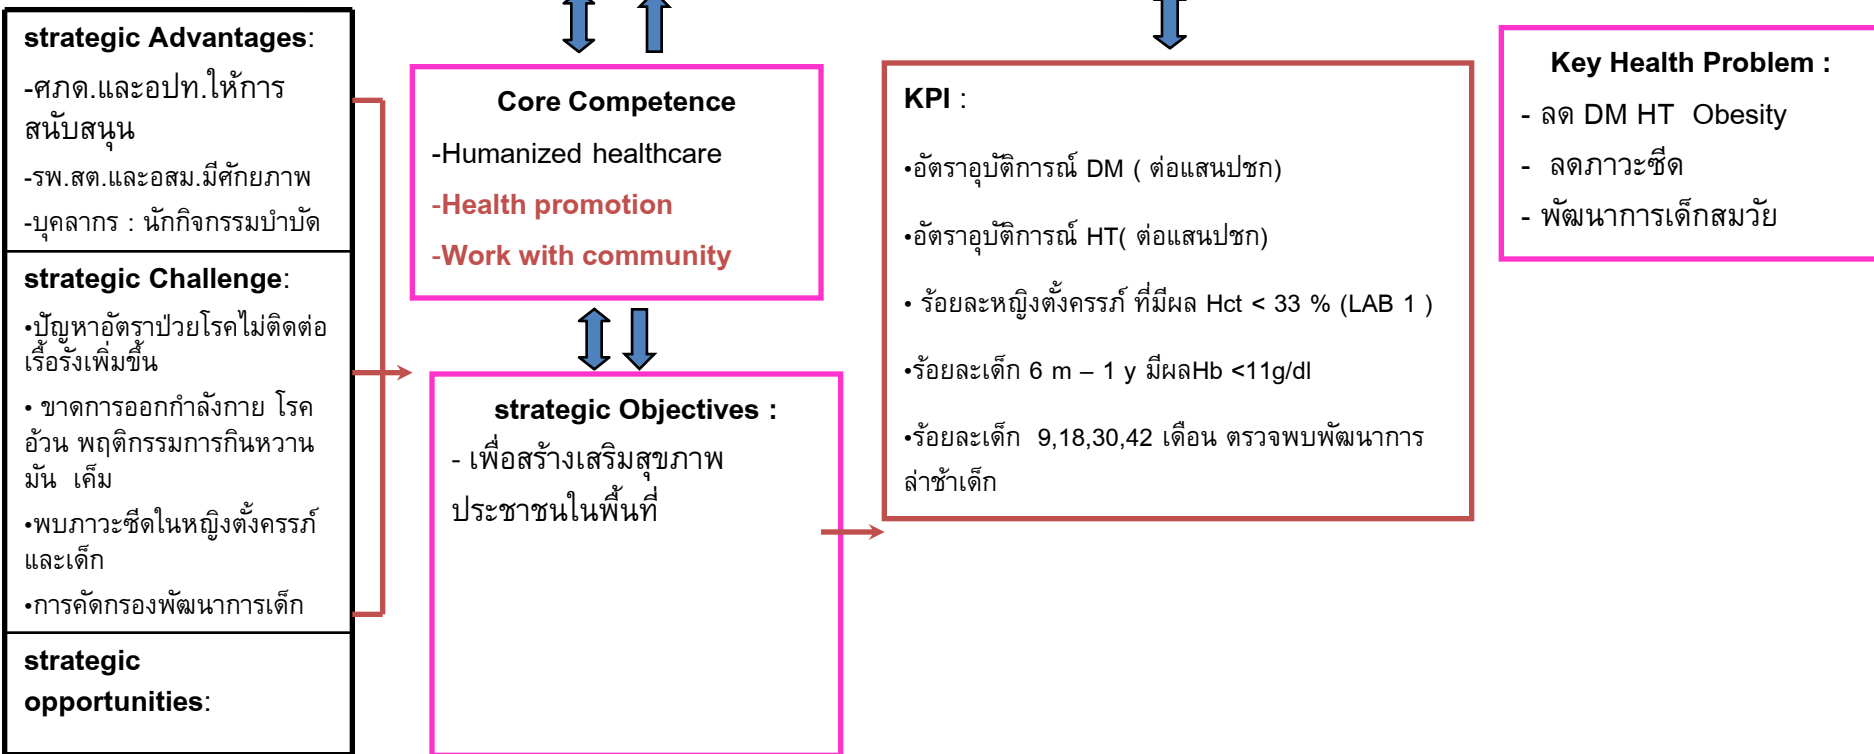 strategic Advantages:
-ศภด.และอปท.ให้การ
สนับสนุน
-รพ.สต.และอสม.มีศักยภาพ
-บุคลากร : นักกิจกรรมบำบัด
strategic Challenge:
•ปัญหาอัตราป่วยโรคไม่ติดต่อ
เรื้อรังเพิ่มขึ้น
• ขาดการออกกำลังกาย โรค
อ้วน พฤติกรรมการกินหวาน
มัน เค็ม
•พบภาวะซีดในหญิงตั้งครรภ์
และเด็ก
•การคัดกรองพัฒนาการเด็ก
strategic
opportunities:
Core Competence
-Humanized healthcare
-Health promotion
-Work with community
strategic Objectives :
- เพื่อสร้างเสริมสุขภาพ
ประชาชนในพื้นที่
KPI :
•อัตราอุบัติการณ์ DM ( ต่อแสนปชก)
•อัตราอุบัติการณ์ HT( ต่อแสนปชก)
• ร้อยละหญิงตั้งครรภ์ ที่มีผล Hct < 33 % (LAB 1 )
•ร้อยละเด็ก 6 m – 1 y มีผลHb <11g/dl
•ร้อยละเด็ก 9,18,30,42 เดือน ตรวจพบพัฒนาการ
ล่าช้าเด็ก
Key Health Problem :
- ลด DM HT Obesity
- ลดภาวะซีด
- พัฒนาการเด็กสมวัย